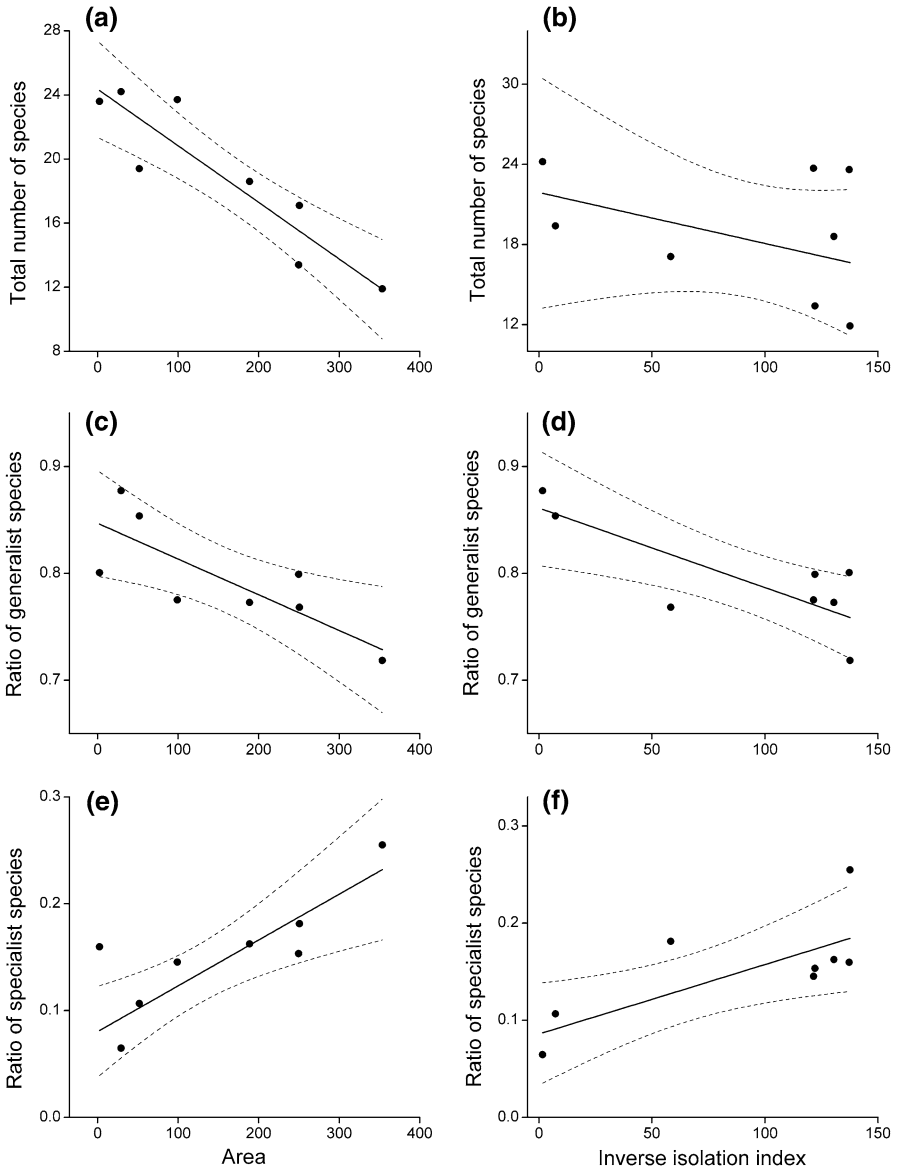 (a)
Total number of species
28
24
20
16
12
8
0 100 200 300 400
(b)
Total number of species
30
24
18
12
0 50 100 150
(c)
Ratio of generalist species
0.9
0.8
0.7
0 100 200 300 400
(d)
Ratio of generalist species
0.9
0.8
0.7
0 50 100 150
(e)
Ratio of specialist species
0.3
0.2
0.1
0.0
0 100 200 300 400
Area
(f)
Ratio of specialist species
0.3
0.2
0.1
0.0
0 50 100 150
Inverse isolation index